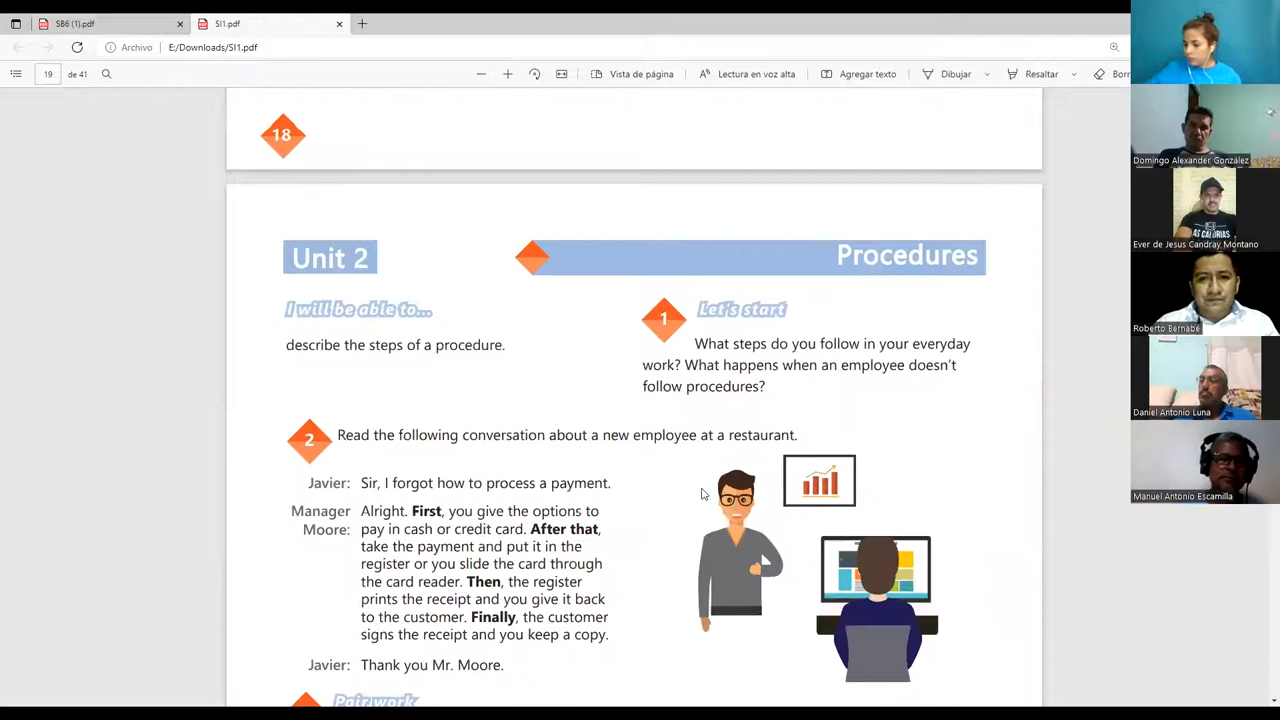 SB6 (1).pdf
SI1.pdf
Archivo
E:/Downloads/SI1.pdf
19
de 41
Vista de página
Lectura en voz alta
Agregar texto
Dibujar
Resaltar
Borr
18
Unit 2
Procedures
I will be able to...
describe the steps of a procedure.
1
Let's start
What steps do you follow in your everyday
work? What happens when an employee doesn't
follow procedures?
2
Read the following conversation about a new employee at a restaurant.
Javier: Sir, I forgot how to process a payment.
Manager Alright. First, you give the options to
Moore: pay in cash or credit card. After that,
take the payment and put it in the
register or you slide the card through
the card reader. Then, the register
prints the receipt and you give it back
to the customer. Finally, the customer
signs the receipt and you keep a copy.
Javier: Thank you Mr. Moore.
Pair work
Domingo Alexander González
Ever de Jesus Candray Montano
AS CALORIAS
Roberto Bernabé
Daniel Antonio Luna
Manuel Antonio Escamilla